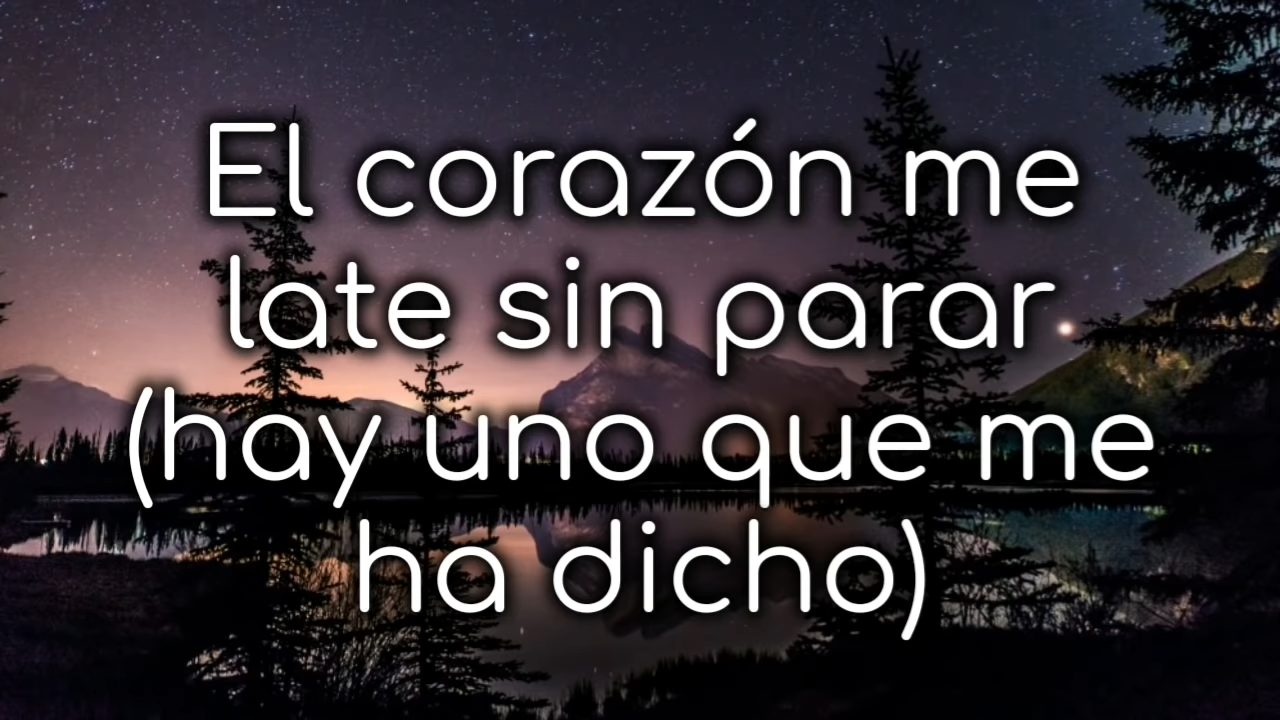 El corazón me
late sin parar
(hay uno que me
ha dicho)